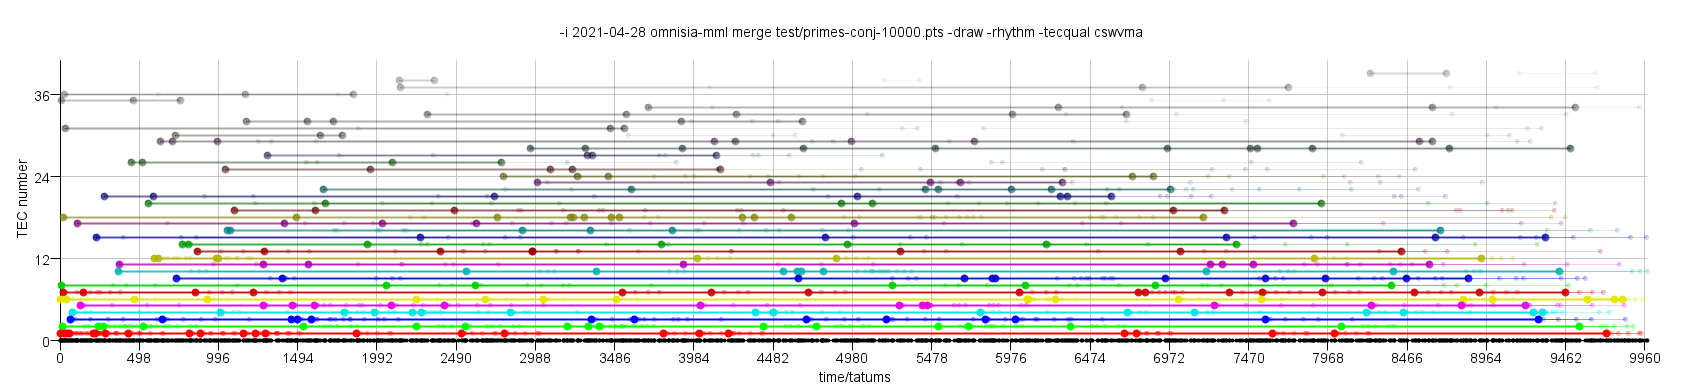 -i 2021-04-28 omnisia-mml merge test/primes-conj-10000.pts -draw -rhythm -tecqual cswvma
36
24
TEC number
12
0
0 498 996 1494 1992 2490 2988 3486 3984 4482 4980 5478 5976 6474 6972 7470 7968 8466 8964 9462 9960
time/tatums